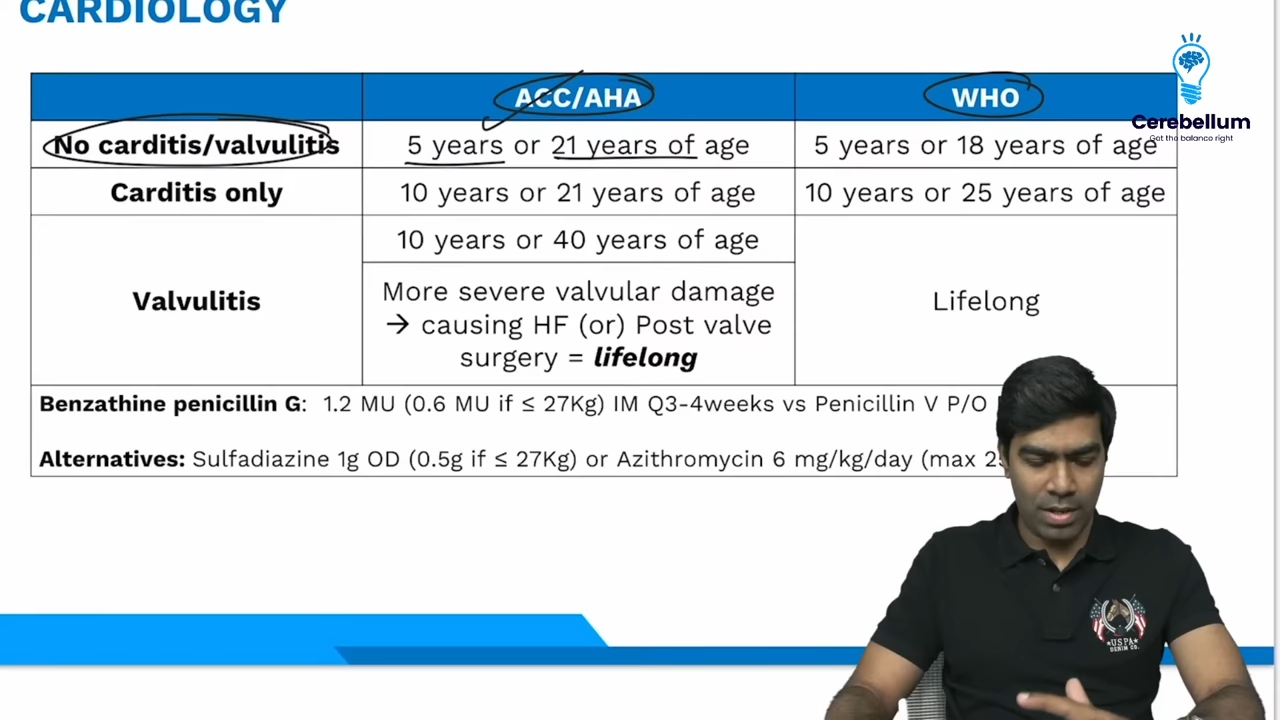 CARDIOLOGY
ACC/AHA
WHO
Cerebellum
Get the balance right
No carditis/valvulitis
5 years or 21 years of age
5 years or 18 years of age
Carditis only
10 years or 21 years of age
10 years or 25 years of age
Valvulitis
10 years or 40 years of age
More severe valvular damage
→ causing HF (or) Post valve
surgery = lifelong
Lifelong
Benzathine penicillin G: 1.2 MU (0.6 MU if ≤ 27Kg) IM Q3-4weeks vs Penicillin V P/O
Alternatives: Sulfadiazine 1g OD (0.5g if ≤ 27Kg) or Azithromycin 6 mg/kg/day (max
USPA
DENIM CO.